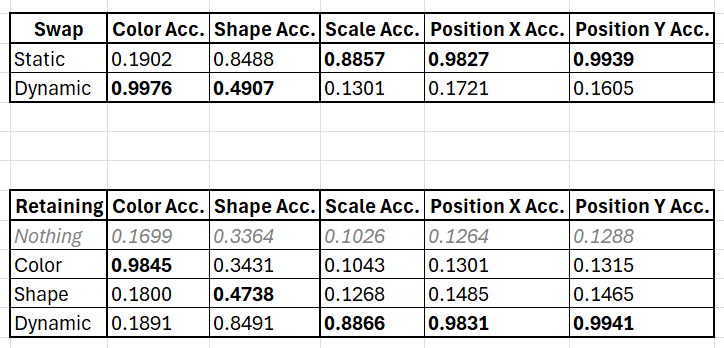 Swap Color Acc. Shape Acc. Scale Acc. Position X Acc. Position Y Acc.
Static 0.1902 0.8488 0.8857 0.9827 0.9939
Dynamic 0.9976 0.4907 0.1301 0.1721 0.1605
Retaining Color Acc. Shape Acc. Scale Acc. Position X Acc. Position Y Acc.
Nothing 0.1699 0.3364 0.1026 0.1264 0.1288
Color 0.9845 0.3431 0.1043 0.1301 0.1315
Shape 0.1800 0.4738 0.1268 0.1485 0.1465
Dynamic 0.1891 0.8491 0.8866 0.9831 0.9941